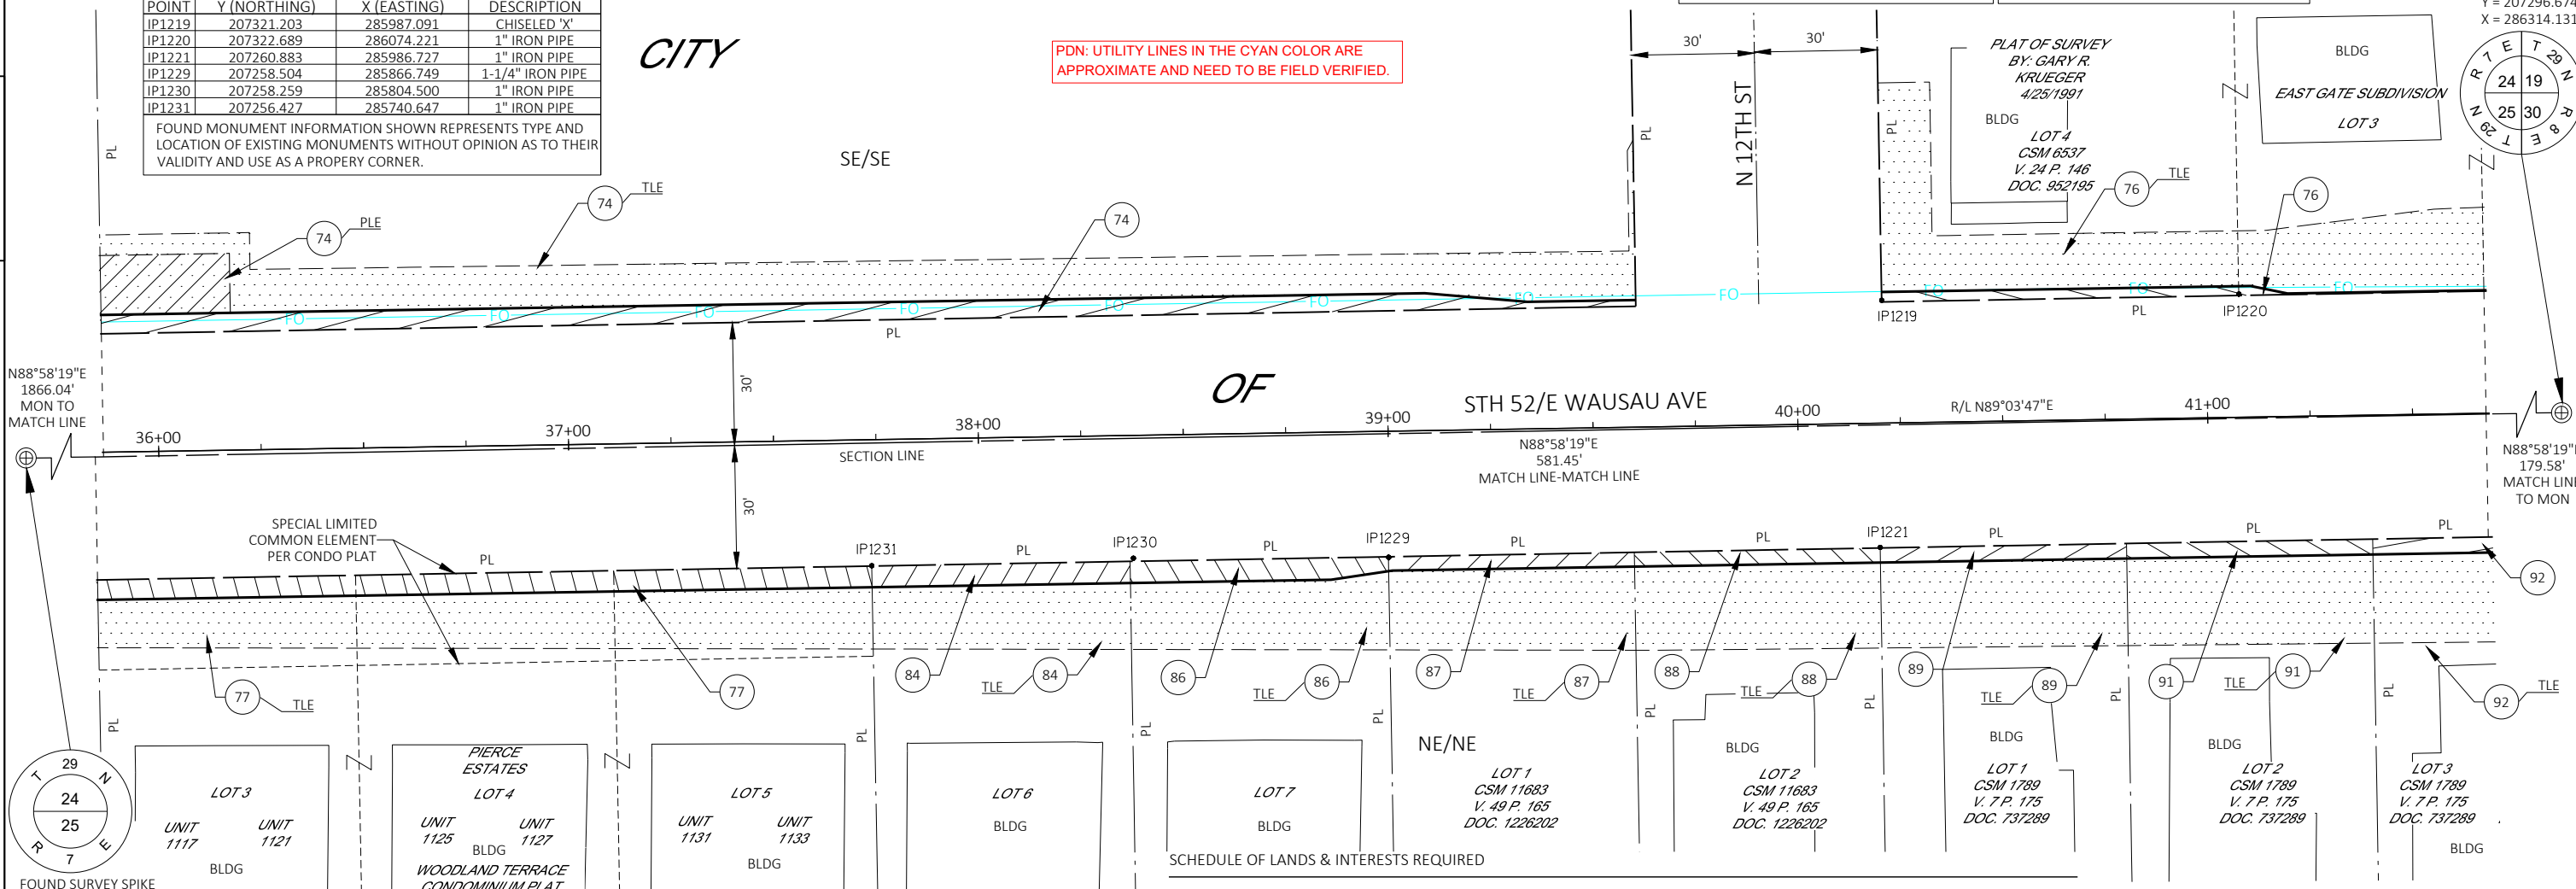 POINT Y (NORTHING) X (EASTING) DESCRIPTION
IP1219 207321.203 285987.091 CHISELED 'X'
IP1220 207322.689 286074.221 1" IRON PIPE
IP1221 207260.883 285986.727 1" IRON PIPE
IP1229 207258.504 285866.749 1-1/4" IRON PIPE
IP1230 207258.259 285804.500 1" IRON PIPE
IP1231 207256.427 285740.647 1" IRON PIPE
FOUND MONUMENT INFORMATION SHOWN REPRESENTS TYPE AND
LOCATION OF EXISTING MONUMENTS WITHOUT OPINION AS TO THEIR
VALIDITY AND USE AS A PROPERY CORNER.
CITY
PDN: UTILITY LINES IN THE CYAN COLOR ARE
APPROXIMATE AND NEED TO BE FIELD VERIFIED.
SE/SE
30'
30'
N 12TH ST
PL
PL
PL
PLAT OF SURVEY
BY: GARY R.
KRUEGER
4/25/1991
BLDG
LOT 4
CSM 6537
V. 24 P. 146
DOC. 952195
BLDG
EAST GATE SUBDIVISION
LOT 3
Y = 207296.674
X = 286314.131
T 29 N
R 8 E
T 29 N
R 7 E
24 19
25 30
74 PLE
74 TLE
74
76 TLE
76
FO FO FO FO FO FO FO FO FO FO FO
PL
IP1219
PL
IP1220
N88°58'19"E
1866.04'
MON TO
MATCH LINE
30'
OF
STH 52/E WAUSAU AVE
R/L N89°03'47"E
36+00 37+00 38+00 39+00 40+00 41+00
SECTION LINE
N88°58'19"E
581.45'
MATCH LINE-MATCH LINE
N88°58'19"E
179.58'
MATCH LINE
TO MON
30'
SPECIAL LIMITED
COMMON ELEMENT
PER CONDO PLAT
PL
IP1231
PL
IP1230
PL
IP1229
PL
PL
IP1221
PL
PL
PL
92
77 TLE
77
84
TLE 84
86
TLE 86
87
TLE 87
88
TLE 88
89
TLE 89
91
TLE 91
92 TLE
PL
PL
PL
PL
PL
PL
PL
PL
NE/NE
T 29 N
24
25
R 7 E
FOUND SURVEY SPIKE
LOT 3
UNIT
1117
UNIT
1121
BLDG
PIERCE
ESTATES
LOT 4
UNIT
1125
UNIT
1127
BLDG
WOODLAND TERRACE
CONDOMINIUM PLAT
LOT 5
UNIT
1131
UNIT
1133
BLDG
LOT 6
BLDG
LOT 7
BLDG
LOT 1
CSM 11683
V. 49 P. 165
DOC. 1226202
BLDG
LOT 2
CSM 11683
V. 49 P. 165
DOC. 1226202
BLDG
LOT 1
CSM 1789
V. 7 P. 175
DOC. 737289
BLDG
LOT 2
CSM 1789
V. 7 P. 175
DOC. 737289
LOT 3
CSM 1789
V. 7 P. 175
DOC. 737289
BLDG
SCHEDULE OF LANDS & INTERESTS REQUIRED